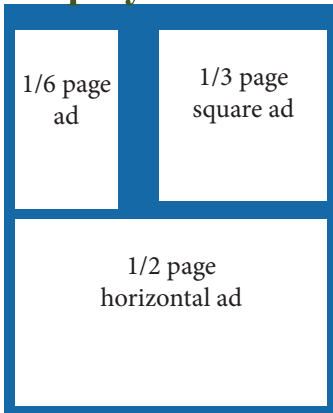 1/6 page
ad
1/3 page
square ad
1/2 page
horizontal ad